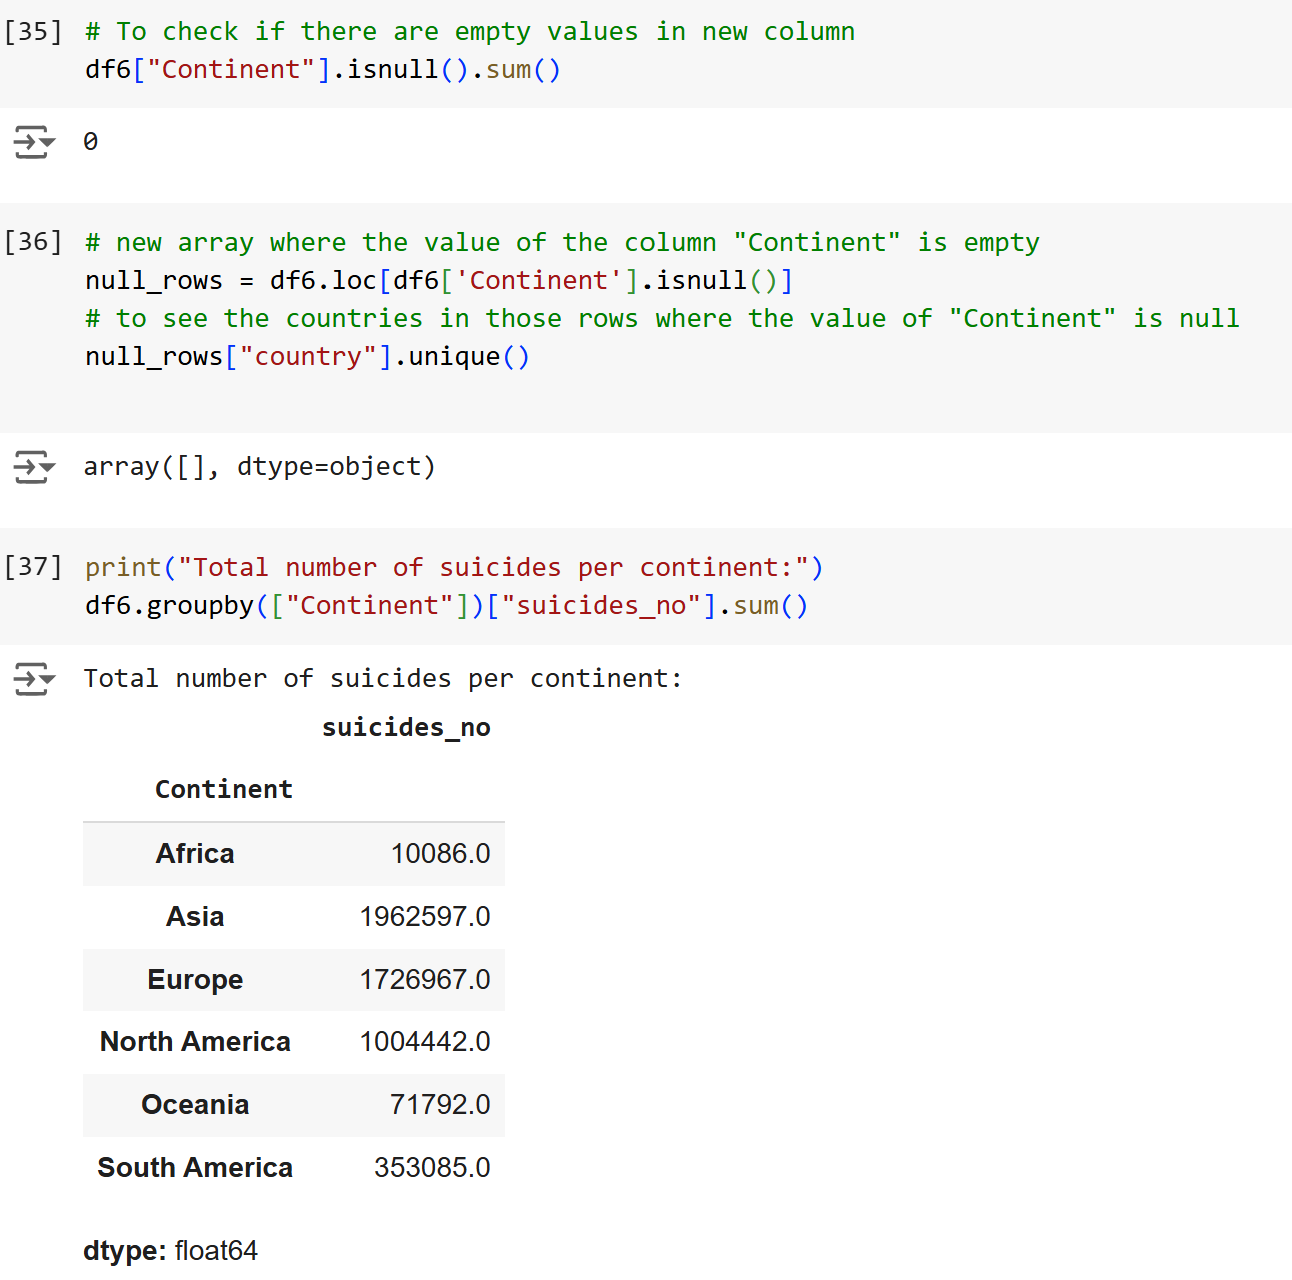 [35] # To check if there are empty values in new column
df6["Continent"].isnull().sum()
0
[36] # new array where the value of the column "Continent" is empty
null_rows = df6.loc[df6['Continent'].isnull()]
# to see the countries in those rows where the value of "Continent" is null
null_rows["country"].unique()
array([], dtype=object)
[37] print("Total number of suicides per continent:")
df6.groupby(["Continent"])["suicides_no"].sum()
Total number of suicides per continent:
suicides_no
Continent
Africa 10086.0
Asia 1962597.0
Europe 1726967.0
North America 1004442.0
Oceania 71792.0
South America 353085.0
dtype: float64